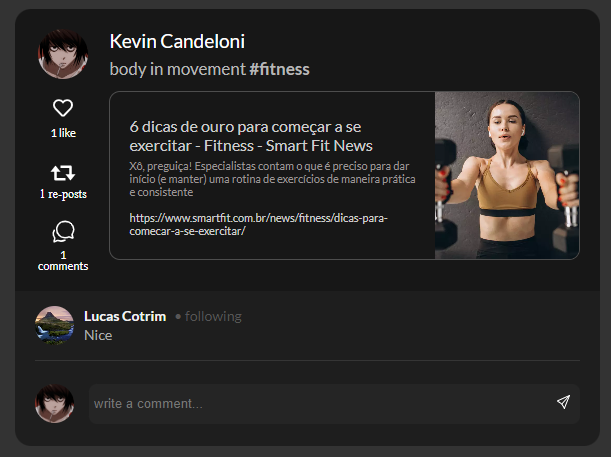 Kevin Candeloni
body in movement #fitness
1 like
1 re-posts
1
comments
6 dicas de ouro para começar a se
exercitar - Fitness - Smart Fit News
Xô, preguiça! Especialistas contam o que é preciso para dar
início (e manter) uma rotina de exercícios de maneira prática
e consistente
https://www.smartfit.com.br/news/fitness/dicas-para-
comecar-a-se-exercitar/
Lucas Cotrim • following
Nice
write a comment...